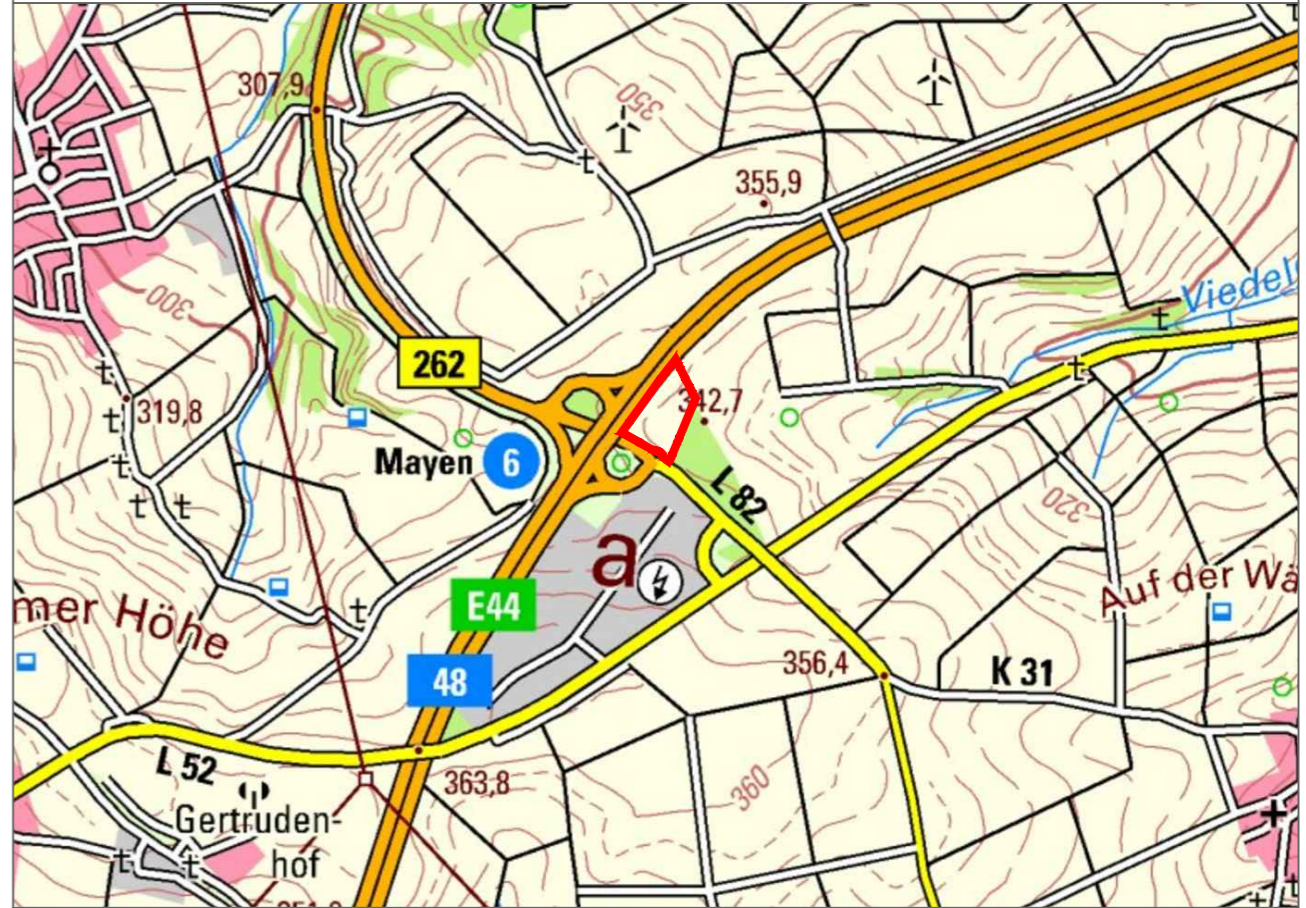 307,9
350
355,9
Viedels
300
262
342,7
319,8
Mayen 6
L 82
320
a
E44
Auf der Wä
mer Höhe
48
356,4
K 31
L 52
363,8
360
Gertruden-
hof